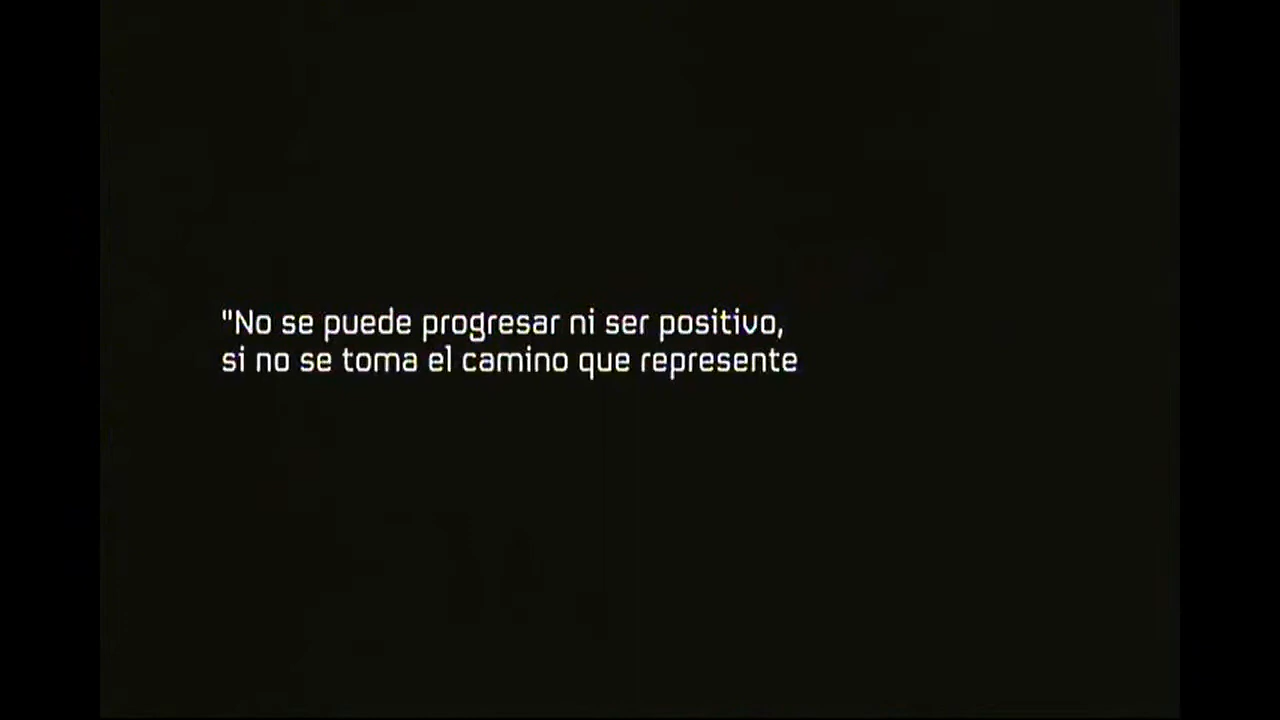 "No se puede progresar ni ser positivo,
si no se toma el camino que represente